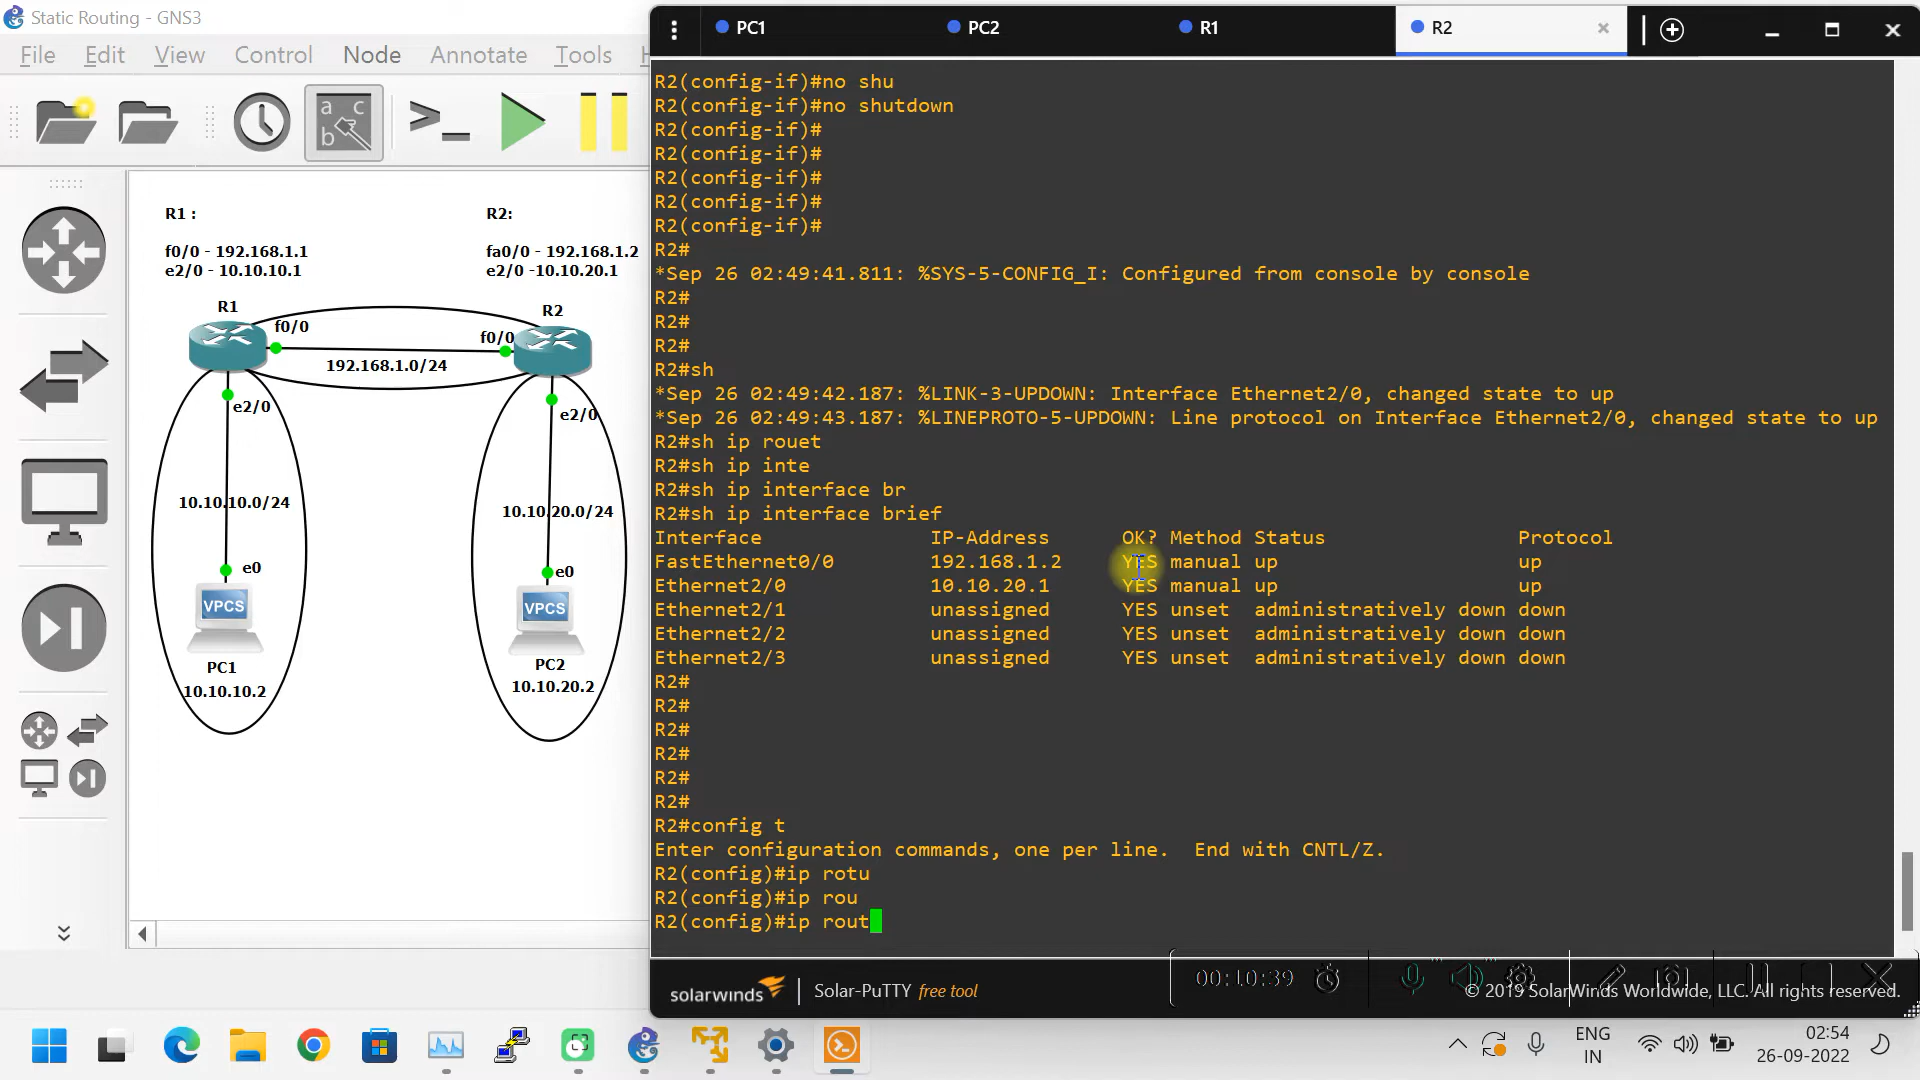 Static Routing - GNS3
File Edit View Control Node Annotate Tools
a c
b
R1 :
f0/0 - 192.168.1.1
e2/0 - 10.10.10.1
R2:
fa0/0 - 192.168.1.2
e2/0 -10.10.20.1
R1
R2
f0/0
f0/0
192.168.1.0/24
e2/0
e2/0
10.10.10.0/24
10.10.20.0/24
e0
e0
VPCS
VPCS
PC1
PC2
10.10.10.2
10.10.20.2
PC1 PC2 R1 R2
R2(config-if)#no shu
R2(config-if)#no shutdown
R2(config-if)#
R2(config-if)#
R2(config-if)#
R2(config-if)#
R2(config-if)#
R2#
*Sep 26 02:49:41.811: %SYS-5-CONFIG_I: Configured from console by console
R2#
R2#
R2#
R2#sh
*Sep 26 02:49:42.187: %LINK-3-UPDOWN: Interface Ethernet2/0, changed state to up
*Sep 26 02:49:43.187: %LINEPROTO-5-UPDOWN: Line protocol on Interface Ethernet2/0, changed state to up
R2#sh ip rouet
R2#sh ip inte
R2#sh ip interface br
R2#sh ip interface brief
Interface IP-Address OK? Method Status Protocol
FastEthernet0/0 192.168.1.2 YES manual up up
Ethernet2/0 10.10.20.1 YES manual up up
Ethernet2/1 unassigned YES unset administratively down down
Ethernet2/2 unassigned YES unset administratively down down
Ethernet2/3 unassigned YES unset administratively down down
R2#
R2#
R2#
R2#
R2#
R2#
R2#config t
Enter configuration commands, one per line. End with CNTL/Z.
R2(config)#ip rotu
R2(config)#ip rou
R2(config)#ip rout
solarwinds | Solar-PuTTY free tool
00:10:39
© 2019 SolarWinds Worldwide, LLC. All rights reserved.
ENG
IN
02:54
26-09-2022